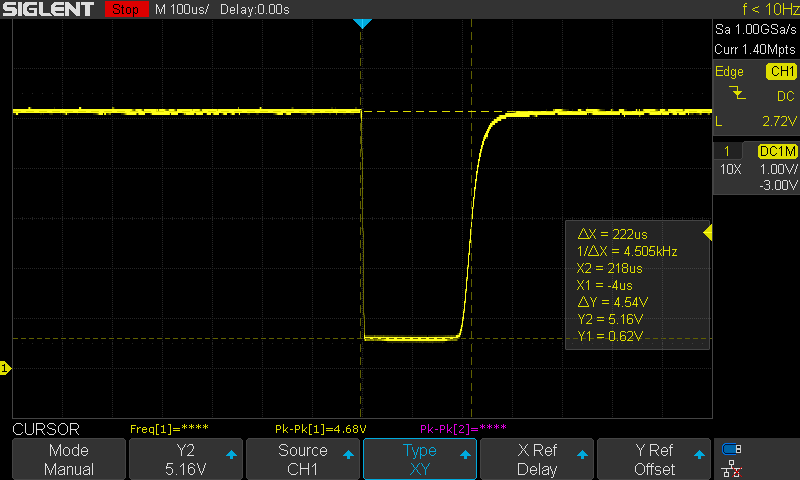 SIGLENT Stop M 100us/ Delay:0.00s f < 10Hz
Sa 1.00GSa/s
Curr 1.40Mpts
Edge CH1
DC
L 2.72V
1 DC1M
10X 1.00V/
-3.00V
ΔX = 222us
1/ΔX = 4.505kHz
X2 = 218us
X1 = -4us
ΔY = 4.54V
Y2 = 5.16V
Y1 = 0.62V
1
CURSOR Freq[1]=**** Pk-Pk[1]=4.68V Pk-Pk[2]=****
Mode Y2 Source Type X Ref Y Ref
Manual 5.16V CH1 XY Delay Offset